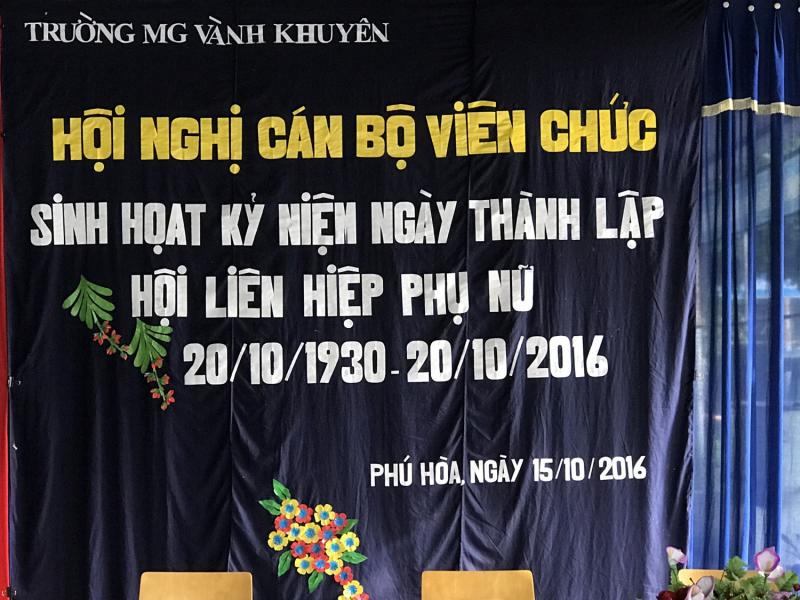 TRƯỜNG MG VÀNH KHUYÊN
HỘI NGHỊ CÁN BỘ VIÊN CHỨC
SINH HỌAT KỶ NIỆM NGÀY THÀNH LẬP
HỘI LIÊN HIỆP PHỤ NỮ
20/10/1930 - 20/10/2016
PHÚ HÒA, NGÀY 15/10/2016